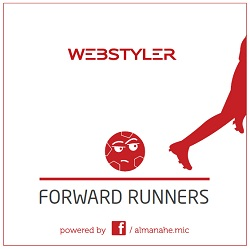 WEBSTYLER
FORWARD RUNNERS
powered by f / almanahe.mic